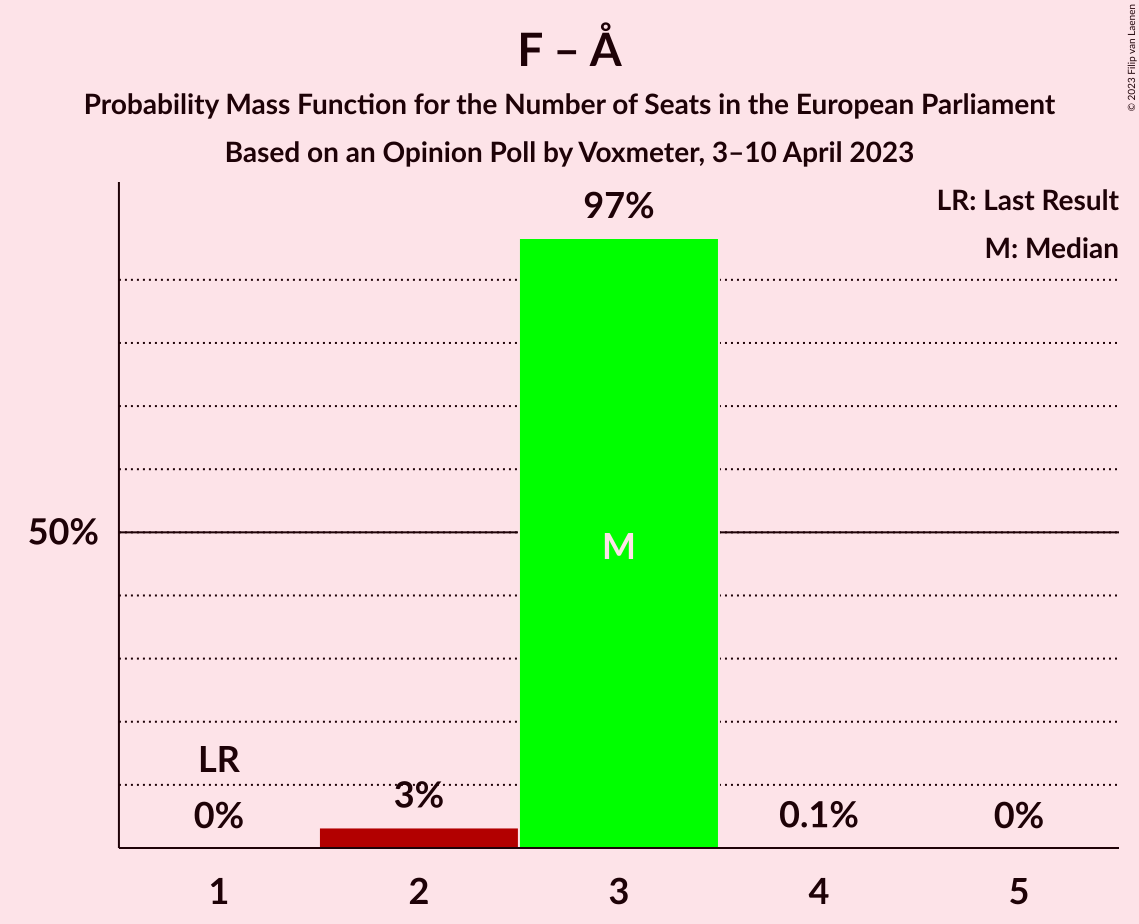 F – Å
Probability Mass Function for the Number of Seats in the European Parliament
Based on an Opinion Poll by Voxmeter, 3–10 April 2023
© 2023 Filip van Laenen
LR: Last Result
M: Median
97%
50%
M
LR
0%
3%
0.1%
0%
1 2 3 4 5